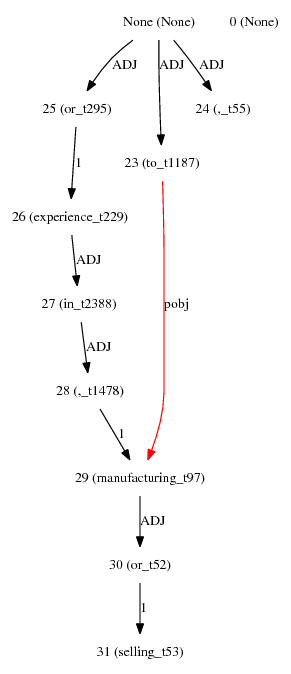 None (None) 0 (None)
ADJ ADJ ADJ
25 (or_t295) 24 (,_t55)
1 23 (to_t1187)
26 (experience_t229)
ADJ
27 (in_t2388) pobj
ADJ
28 (,_t1478)
1
29 (manufacturing_t97)
ADJ
30 (or_t52)
1
31 (selling_t53)